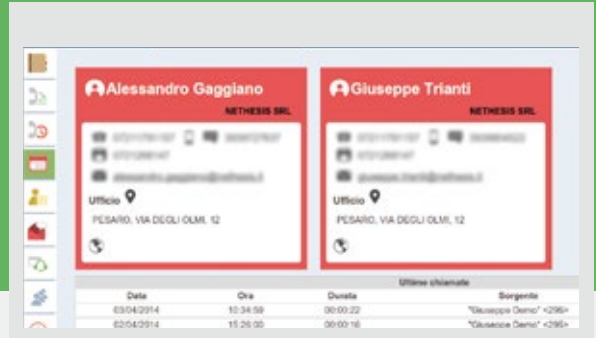 Alessandro Gaggiano
NETHESIS SRL
Ufficio
PESARO, VIA DEGLI OLMI, 12
Giuseppe Trianti
NETHESIS SRL
Ufficio
PESARO, VIA DEGLI OLMI, 12
Ultime chiamate
Data Ora Durata Sorgente
03/04/2014 10:34:59 00:00:22 "Giuseppe Demo" <296>
02/04/2014 15:26:00 00:00:16 "Giuseppe Demo" <296>